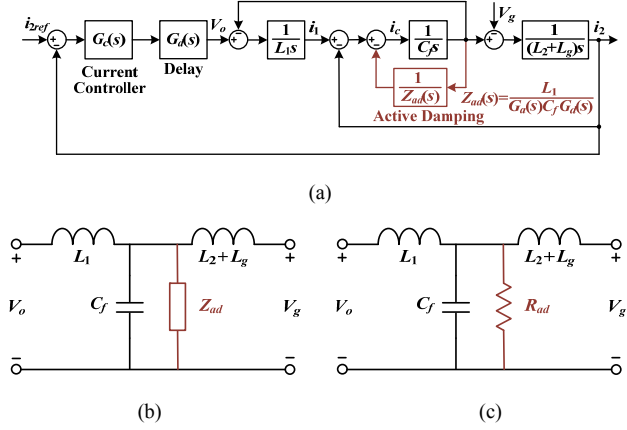 i2ref
+
−
Gc(s)
Gd(s)
Vo
+
−
1
L1s
i1
+
−
+
−
ic
1
Cfs
Vg
+
−
1
(L2+Lg)s
i2
Current
Controller
Delay
1
Zad(s)
Zad(s)= L1
Ga(s)CfGd(s)
Active Damping
(a)
+ L1 L2+Lg +
Vo Cf Zad Vg
− −
(b)
+ L1 L2+Lg +
Vo Cf Rad Vg
− −
(c)